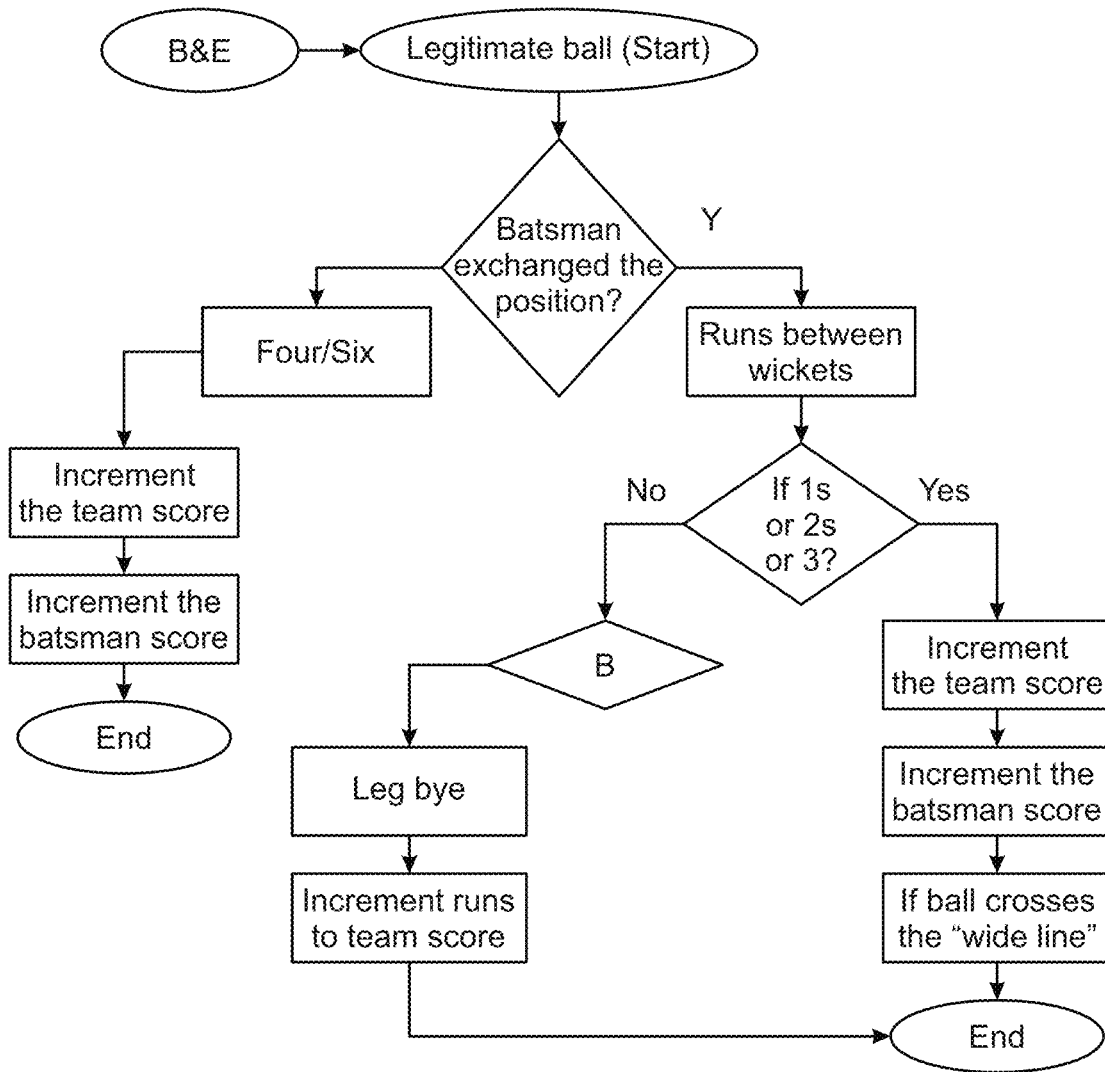 B&E
Legitimate ball (Start)
Batsman
exchanged the
position?
Y
Four/Six
Runs between
wickets
Increment
the team score
Increment the
batsman score
End
If 1s
or 2s
or 3?
No
Yes
B
Leg bye
Increment runs
to team score
Increment
the team score
Increment the
batsman score
If ball crosses
the “wide line”
End